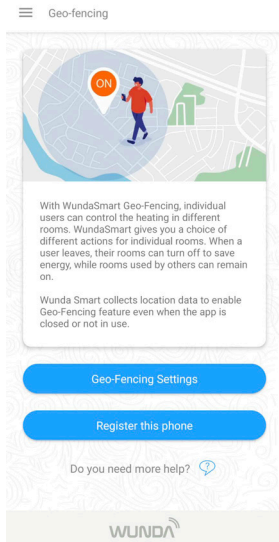 Geo-fencing
ON
With WundaSmart Geo-Fencing, individual
users can control the heating in different
rooms. WundaSmart gives you a choice of
different actions for individual rooms. When a
user leaves, their rooms can turn off to save
energy, while rooms used by others can remain
on.
Wunda Smart collects location data to enable
Geo-Fencing feature even when the app is
closed or not in use.
Geo-Fencing Settings
Register this phone
Do you need more help? ?
WUNDA